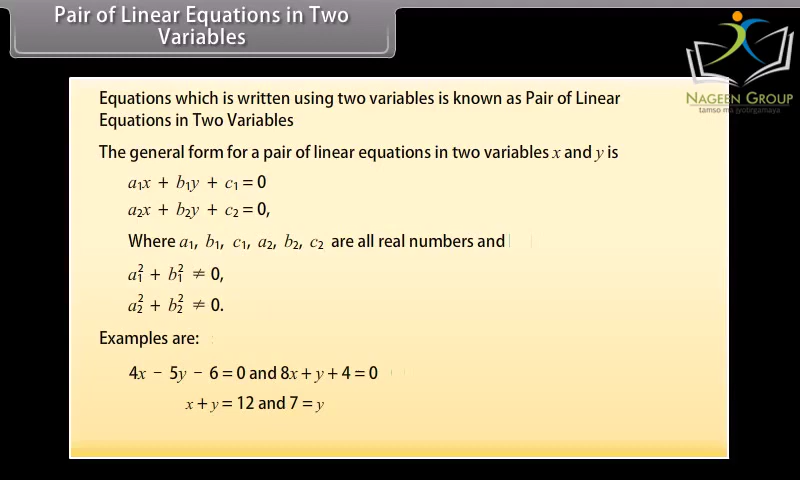 Pair of Linear Equations in Two
Variables
NAGEEN GROUP
tamso ma jyotirgamaya
Equations which is written using two variables is known as Pair of Linear
Equations in Two Variables
The general form for a pair of linear equations in two variables x and y is
a₁x + b₁y + c₁ = 0
a₂x + b₂y + c₂ = 0,
Where a₁, b₁, c₁, a₂, b₂, c₂ are all real numbers and
a₁² + b₁² ≠ 0,
a₂² + b₂² ≠ 0.
Examples are:
4x − 5y − 6 = 0 and 8x + y + 4 = 0
x + y = 12 and 7 = y